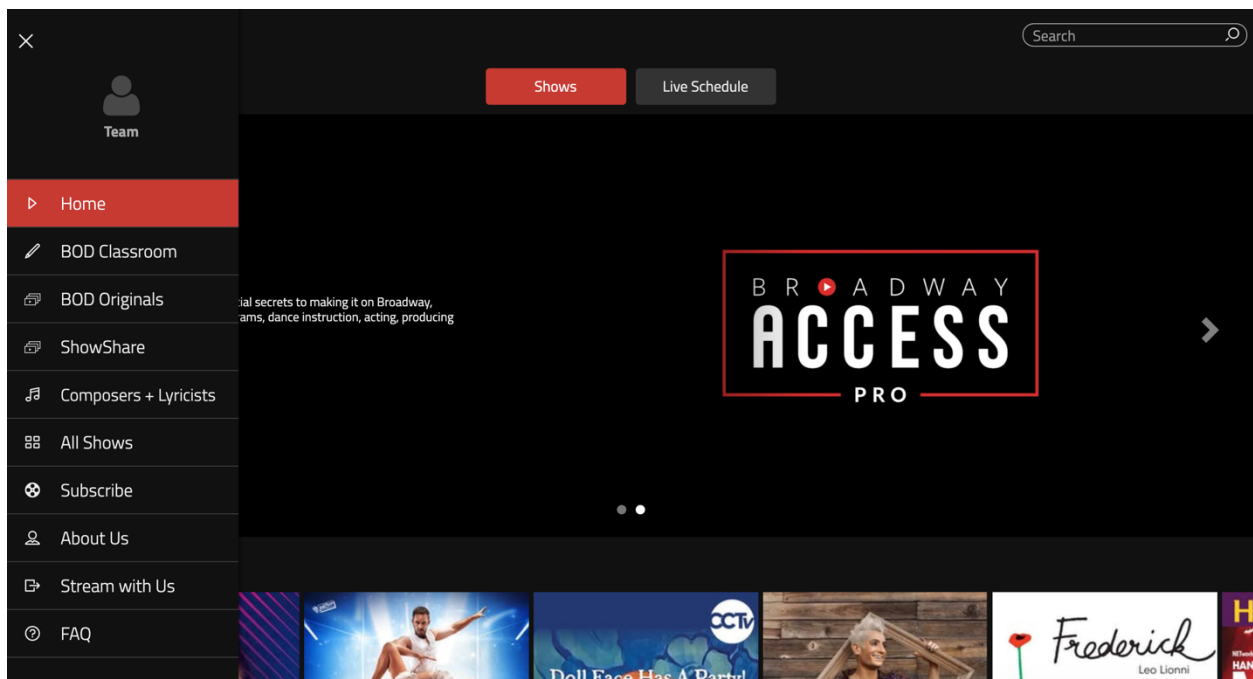 Search
Shows
Live Schedule
Team
Home
BOD Classroom
BOD Originals
ShowShare
Composers + Lyricists
All Shows
Subscribe
About Us
Stream with Us
FAQ
ial secrets to making it on Broadway,
ams, dance instruction, acting, producing
BROADWAY
ACCESS
PRO
CCTV
Doll Face Has A Party!
Frederick
Leo Lionni
H
HAN